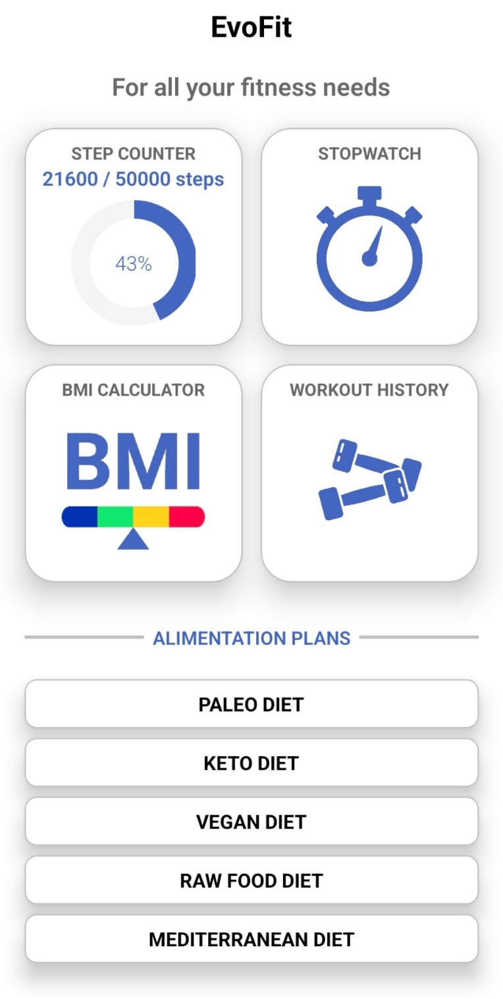 EvoFit
For all your fitness needs
STEP COUNTER
21600 / 50000 steps
43%
STOPWATCH
BMI CALCULATOR
BMI
WORKOUT HISTORY
ALIMENTATION PLANS
PALEO DIET
KETO DIET
VEGAN DIET
RAW FOOD DIET
MEDITERRANEAN DIET